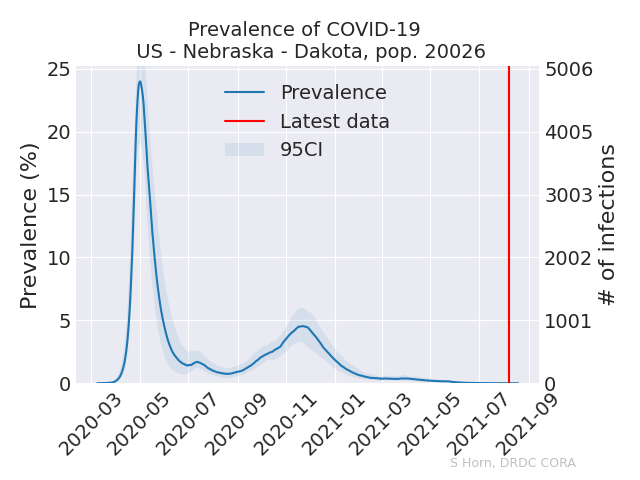 Prevalence of COVID-19
US - Nebraska - Dakota, pop. 20026
Prevalence
Latest data
95CI
Prevalence (%)
25
20
15
10
5
0
5006
4005
3003
2002
1001
0
# of infections
2020-03
2020-05
2020-07
2020-09
2020-11
2021-01
2021-03
2021-05
2021-07
2021-09
S Horn, DRDC CORA